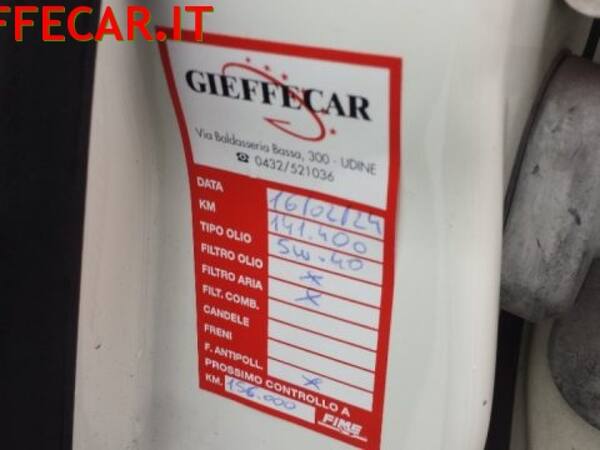 FFECAR.IT
GIEFFECAR
Via Baldasseria Bassa, 300 - UDINE
☎ 0432/521036
DATA 16/02/24
KM 141.400
TIPO OLIO 5W-40
FILTRO OLIO x
FILTRO ARIA x
FILT. COMB.
CANDELE
FRENI
F. ANTIPOLL. x
PROSSIMO CONTROLLO A
KM. 156.000 FIME